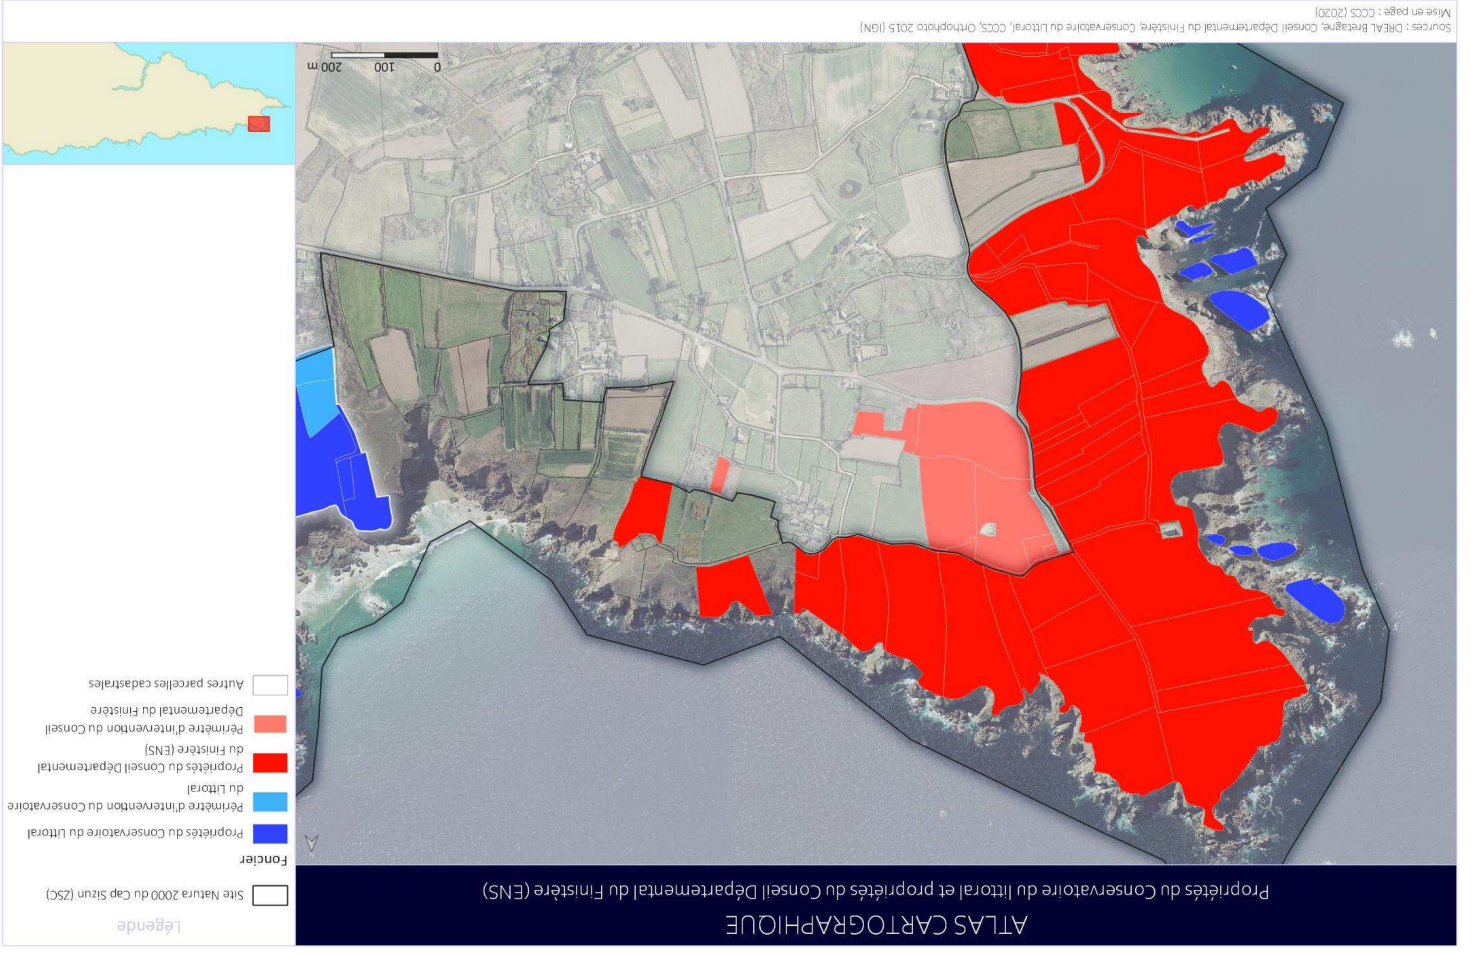 ATLAS CARTOGRAPHIQUE
Propriétés du Conservatoire du littoral et propriétés du Conseil Départemental du Finistère (ENS)
Légende
Site Natura 2000 du Cap Sizun (ZSC)
Foncier
Propriétés du Conservatoire du Littoral
Périmètre d'intervention du Conservatoire
du Littoral
Propriétés du Conseil Départemental
du Finistère (ENS)
Périmètre d'intervention du Conseil
Départemental du Finistère
Autres parcelles cadastrales
0 100 200 m
Sources : DREAL Bretagne, Conseil Départemental du Finistère, Conservatoire du Littoral, CCCS, Orthophoto 2015 (IGN)
Mise en page : CCCS (2020)